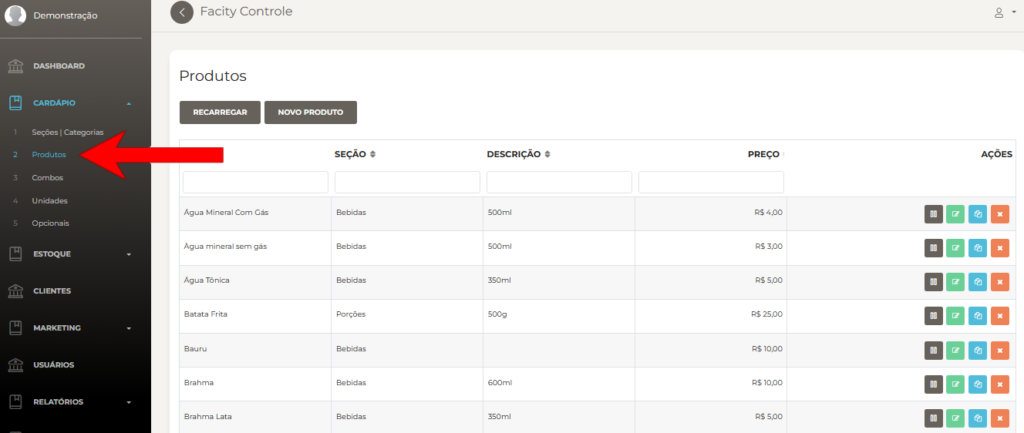 Demonstração
Facity Controle
DASHBOARD
CARDÁPIO
1 Seções | Categorias
2 Produtos
3 Combos
4 Unidades
5 Opcionais
ESTOQUE
CLIENTES
MARKETING
USUÁRIOS
RELATÓRIOS
Produtos
RECARREGAR NOVO PRODUTO
SEÇÃO DESCRIÇÃO PREÇO AÇÕES
Água Mineral Com Gás Bebidas 500ml R$ 4,00
Água mineral sem gás Bebidas 500ml R$ 3,00
Água Tônica Bebidas 350ml R$ 5,00
Batata Frita Porções 500g R$ 25,00
Bauru Bebidas R$ 10,00
Brahma Bebidas 600ml R$ 10,00
Brahma Lata Bebidas 350ml R$ 5,00